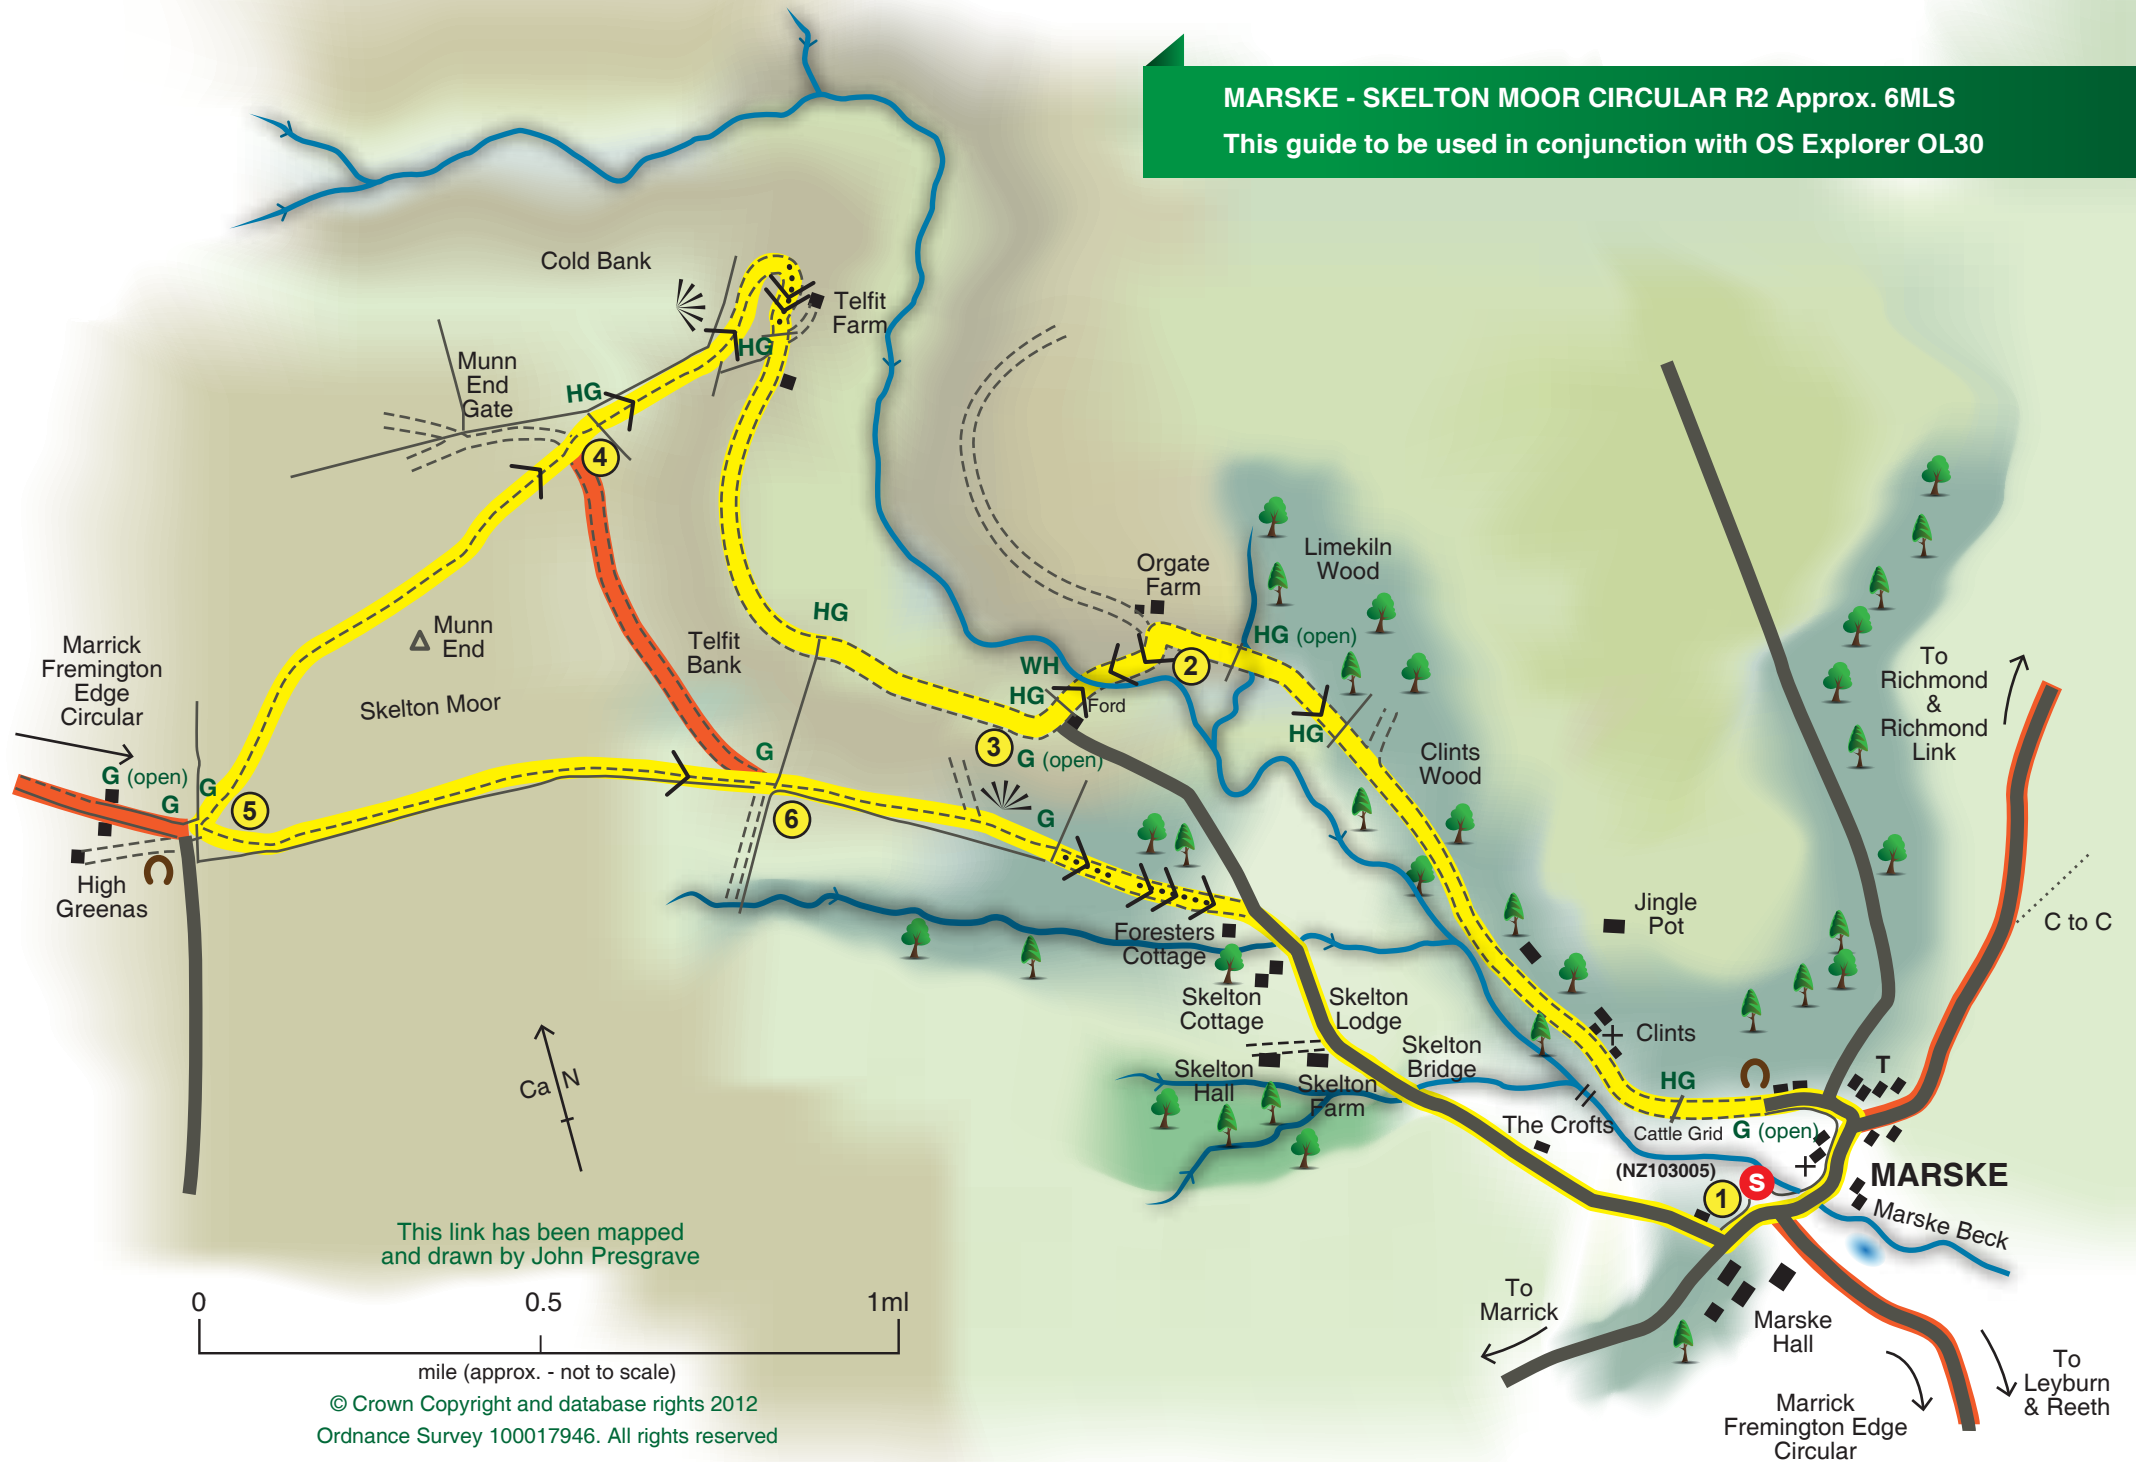 MARSKE - SKELTON MOOR CIRCULAR R2 Approx. 6MLS
This guide to be used in conjunction with OS Explorer OL30
Cold Bank
Telfit
Farm
HG
Munn
End
Gate
HG
4
Orgate
Farm
Limekiln
Wood
HG
HG (open)
Munn
End
Telfit
Bank
WH
HG
2
Ford
Marrick
Fremington
Edge
Circular
Skelton Moor
To
Richmond
&
Richmond
Link
HG
3
G (open)
G
Clints
Wood
G (open)
G
G
5
6
G
High
Greenas
Jingle
Pot
C to C
Foresters
Cottage
Skelton
Cottage
Skelton
Lodge
Clints
Skelton
Bridge
Skelton
Hall
Skelton
Farm
HG
T
Ca N
The Crofts
Cattle Grid
G (open)
(NZ103005)
S
1
MARSKE
Marske Beck
This link has been mapped
and drawn by John Presgrave
0
0.5
1ml
mile (approx. - not to scale)
To
Marrick
Marske
Hall
To
Leyburn
& Reeth
Marrick
Fremington Edge
Circular
© Crown Copyright and database rights 2012
Ordnance Survey 100017946. All rights reserved